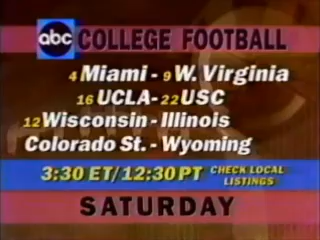 abc COLLEGE FOOTBALL
4 Miami - 9 W. Virginia
16 UCLA - 22 USC
12 Wisconsin - Illinois
Colorado St. - Wyoming
3:30 ET/12:30 PT CHECK LOCAL LISTINGS
SATURDAY